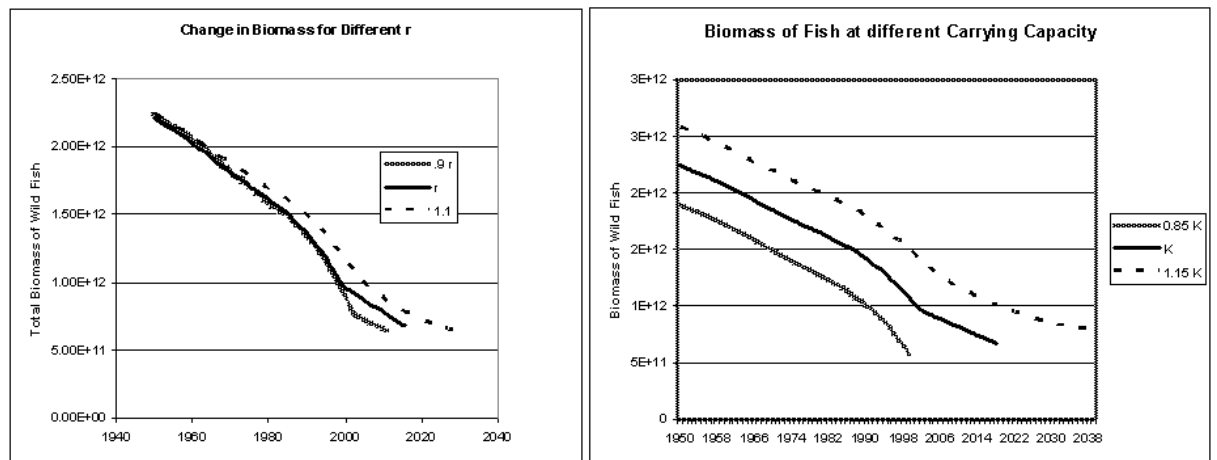 Change in Biomass for Different r
Total Biomass of Wild Fish
2.50E+12
2.00E+12
1.50E+12
1.00E+12
5.00E+11
0.00E+00
1940 1960 1980 2000 2020 2040
.9 r
r
1.1
Biomass of Fish at different Carrying Capacity
Biomass of Wild Fish
3E+12
3E+12
2E+12
2E+12
1E+12
5E+11
0
1950 1958 1966 1974 1982 1990 1998 2006 2014 2022 2030 2038
0.85 K
K
1.15 K